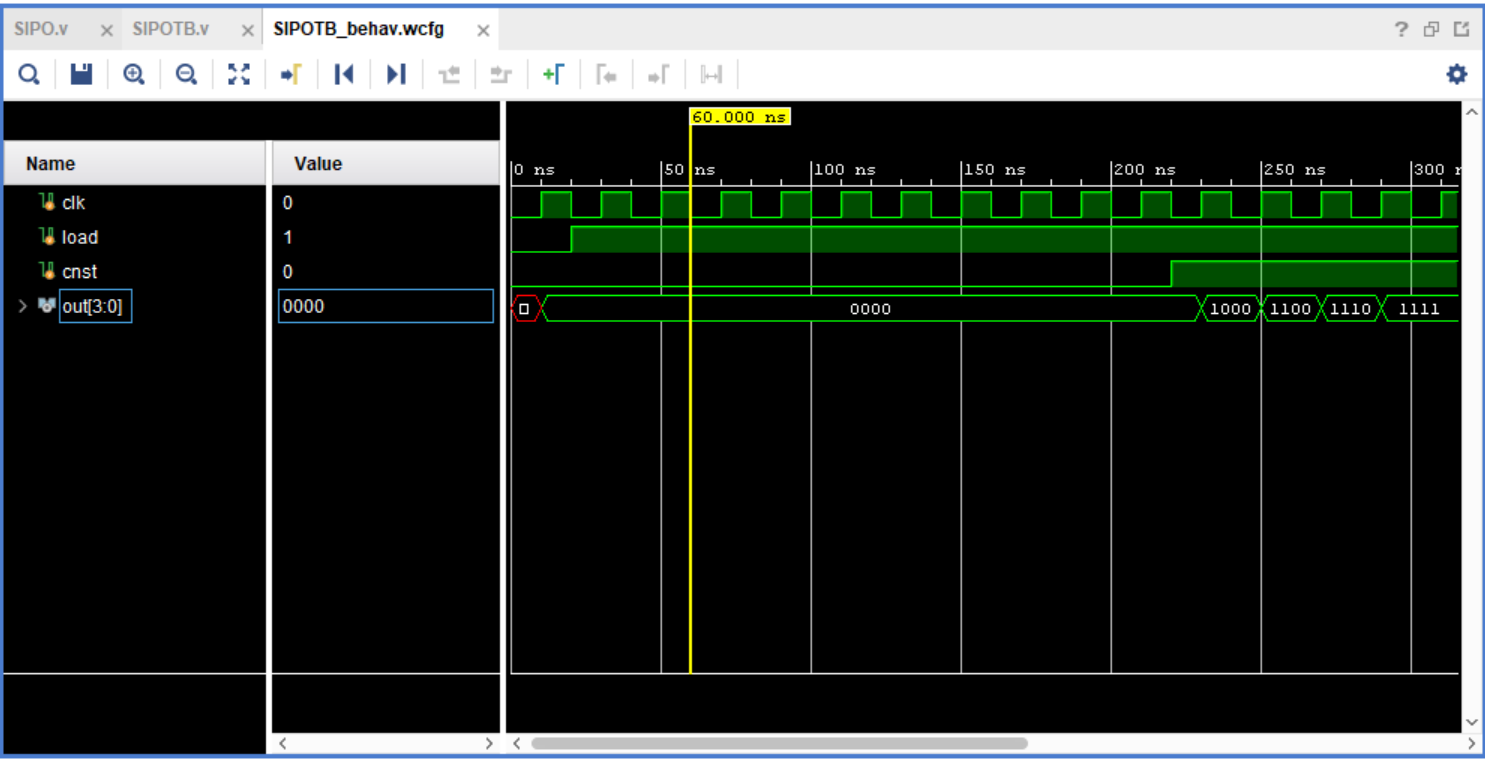 SIPO.v × SIPOTB.v × SIPOTB_behav.wcfg × ?
60.000 ns
Name Value
0 ns 50 ns 100 ns 150 ns 200 ns 250 ns 300
clk 0
load 1
cnst 0
out[3:0] 0000 0000 1000 1100 1110 1111